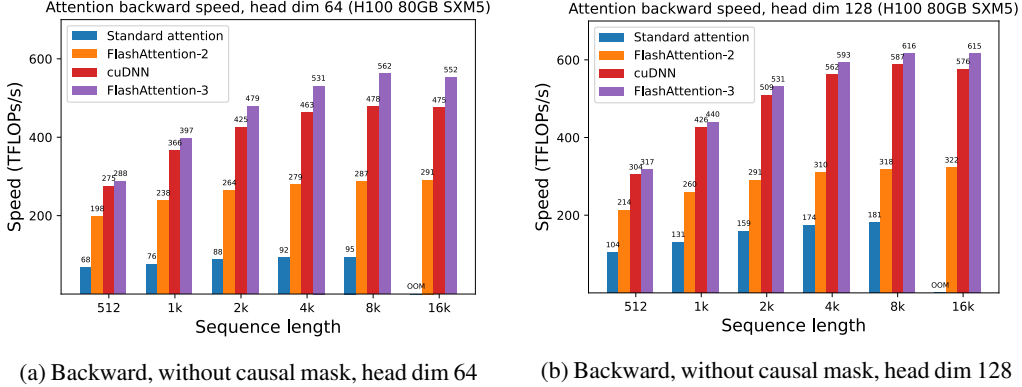 Attention backward speed, head dim 64 (H100 80GB SXM5)
Standard attention
FlashAttention-2
cuDNN
FlashAttention-3
Speed (TFLOPs/s)
600
400
200
68 198 275 288
76 238 366 397
88 264 425 479
92 279 463 531
95 287 478 562
OOM 291 475 552
512 1k 2k 4k 8k 16k
Sequence length
(a) Backward, without causal mask, head dim 64
Attention backward speed, head dim 128 (H100 80GB SXM5)
Standard attention
FlashAttention-2
cuDNN
FlashAttention-3
Speed (TFLOPs/s)
600
400
200
104 214 304 317
131 260 426 440
159 291 509 531
174 310 562 593
181 318 587 616
OOM 322 576 615
512 1k 2k 4k 8k 16k
Sequence length
(b) Backward, without causal mask, head dim 128